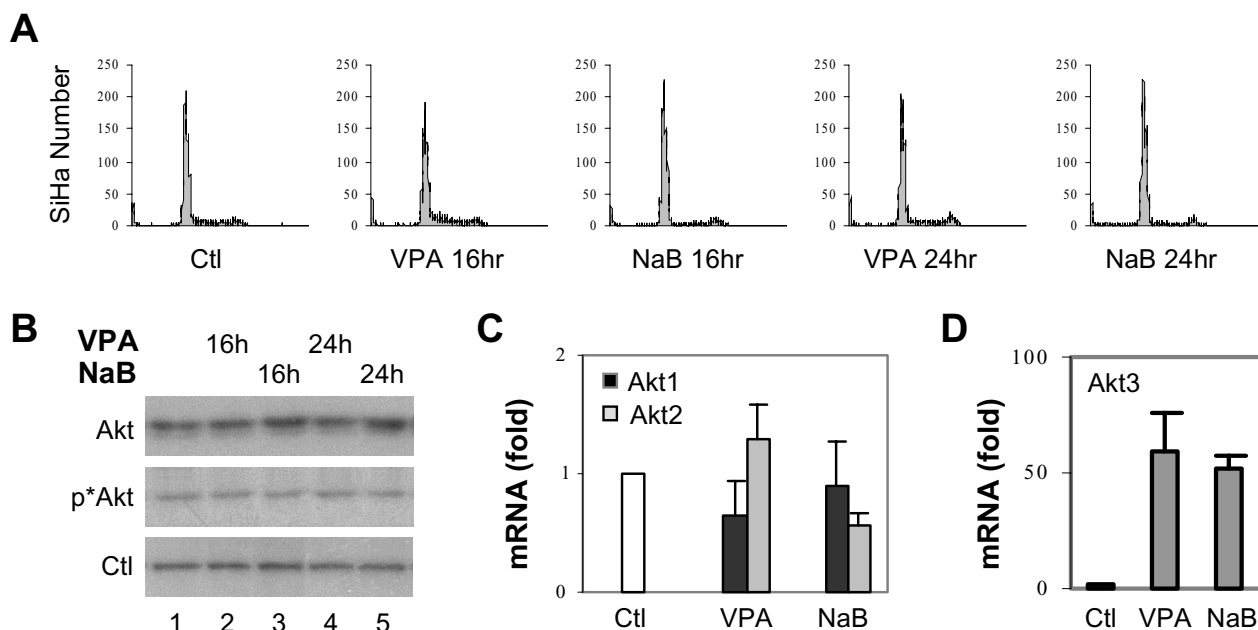 A
SiHa Number
250 250 250 250 250
200 200 200 200 200
150 150 150 150 150
100 100 100 100 100
50 50 50 50 50
0 0 0 0 0
Ctl VPA 16hr NaB 16hr VPA 24hr NaB 24hr
B
VPA 16h 24h
NaB 16h 24h
Akt
p*Akt
Ctl
1 2 3 4 5
C
mRNA (fold)
2
1
0
Akt1
Akt2
Ctl VPA NaB
D
mRNA (fold)
100
50
0
Akt3
Ctl VPA NaB